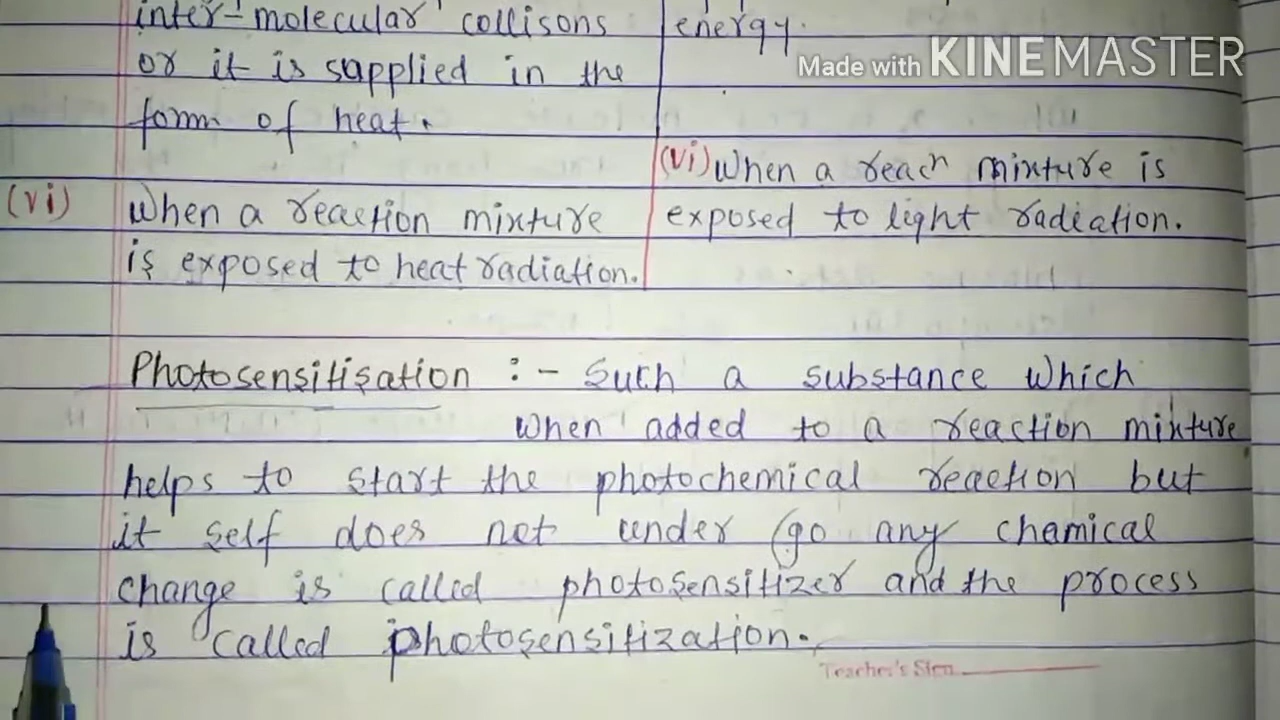 inter-molecular collisons
or it is sapplied in the
form of heat.
(vi) When a reaction mixture
is exposed to heat radiation.
energy.
(vi) When a reach mixture is
exposed to light radiation.
Made with KINEMASTER
Photosensitisation :- Such a substance which
when added to a reaction mixture
helps to start the photochemical reaction but
it self does not under go any chemical
change is called photosensitizer and the process
is called photosensitization.
Teacher's Sign